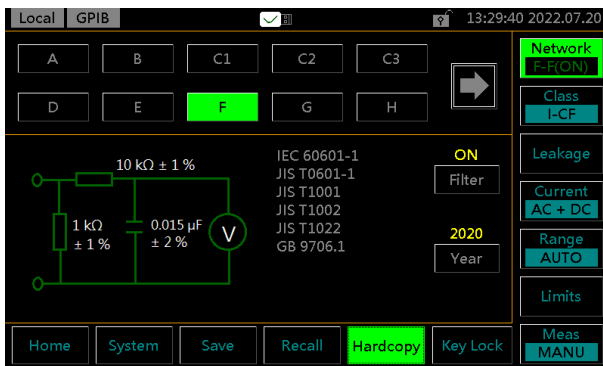 Local GPIB 13:29:40 2022.07.20
A B C1 C2 C3
D E F G H
Network
F-F(ON)
Class
I-CF
Leakage
Current
AC + DC
Range
AUTO
Limits
Meas
MANU
10 kΩ ± 1 %
1 kΩ
± 1 %
0.015 µF
± 2 %
V
IEC 60601-1
JIS T0601-1
JIS T1001
JIS T1002
JIS T1022
GB 9706.1
ON
Filter
2020
Year
Home System Save Recall Hardcopy Key Lock